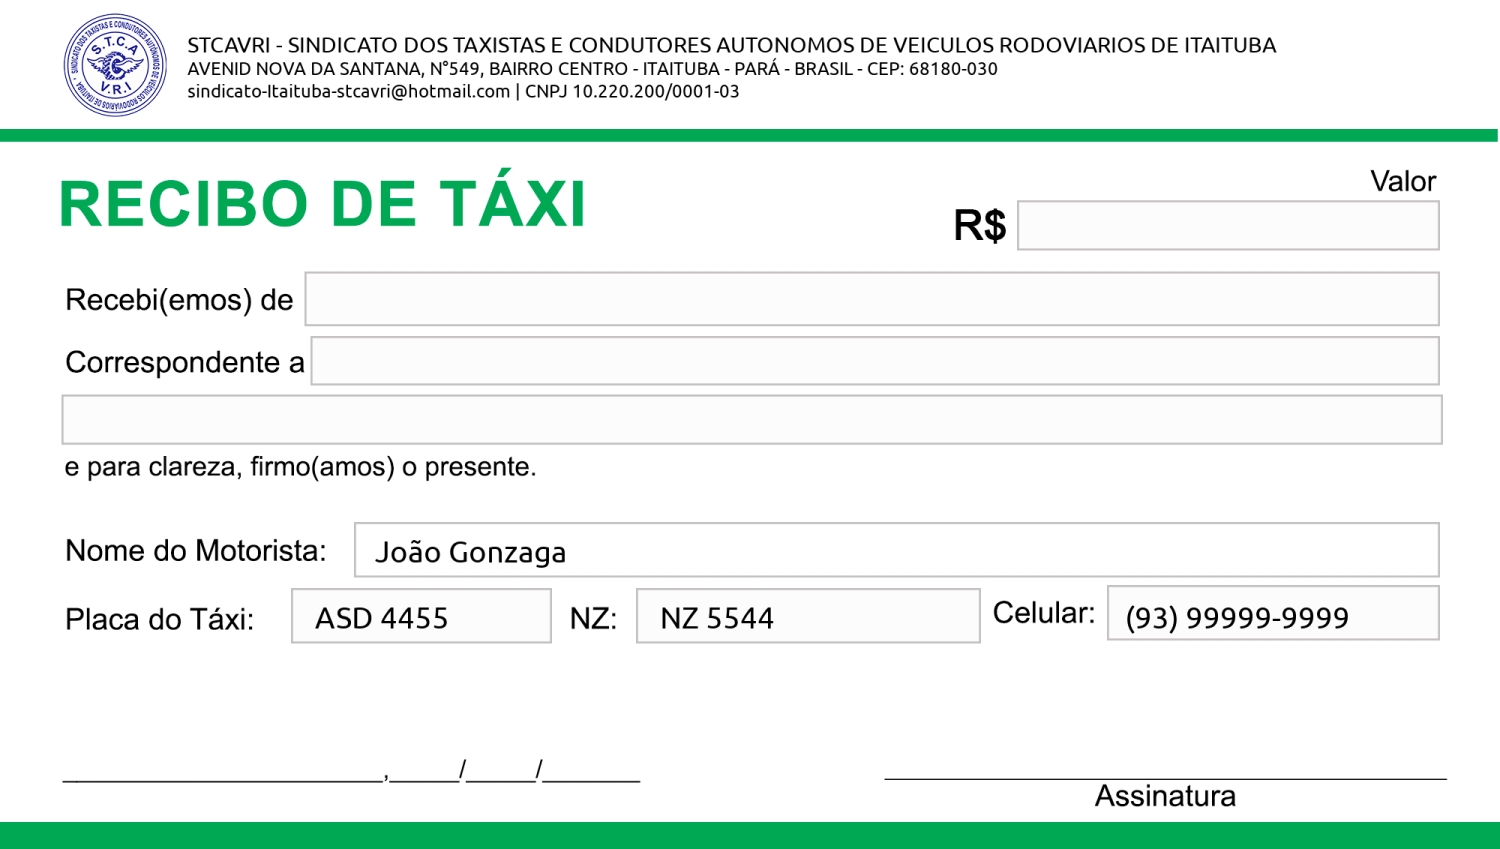 SINDICATO DOS TAXISTAS E CONDUTORES AUTÔNOMOS DE VEICULOS RODOVIÁRIOS DE ITAITUBA
S.T.C.A
V.R.I
STCAVRI - SINDICATO DOS TAXISTAS E CONDUTORES AUTONOMOS DE VEICULOS RODOVIARIOS DE ITAITUBA
AVENID NOVA DA SANTANA, N°549, BAIRRO CENTRO - ITAITUBA - PARÁ - BRASIL - CEP: 68180-030
sindicato-Itaituba-stcavri@hotmail.com | CNPJ 10.220.200/0001-03
RECIBO DE TÁXI
Valor
R$
Recebi(emos) de
Correspondente a
e para clareza, firmo(amos) o presente.
Nome do Motorista: João Gonzaga
Placa do Táxi: ASD 4455 NZ: NZ 5544 Celular: (93) 99999-9999
_______________________,_____/_____/_______
Assinatura